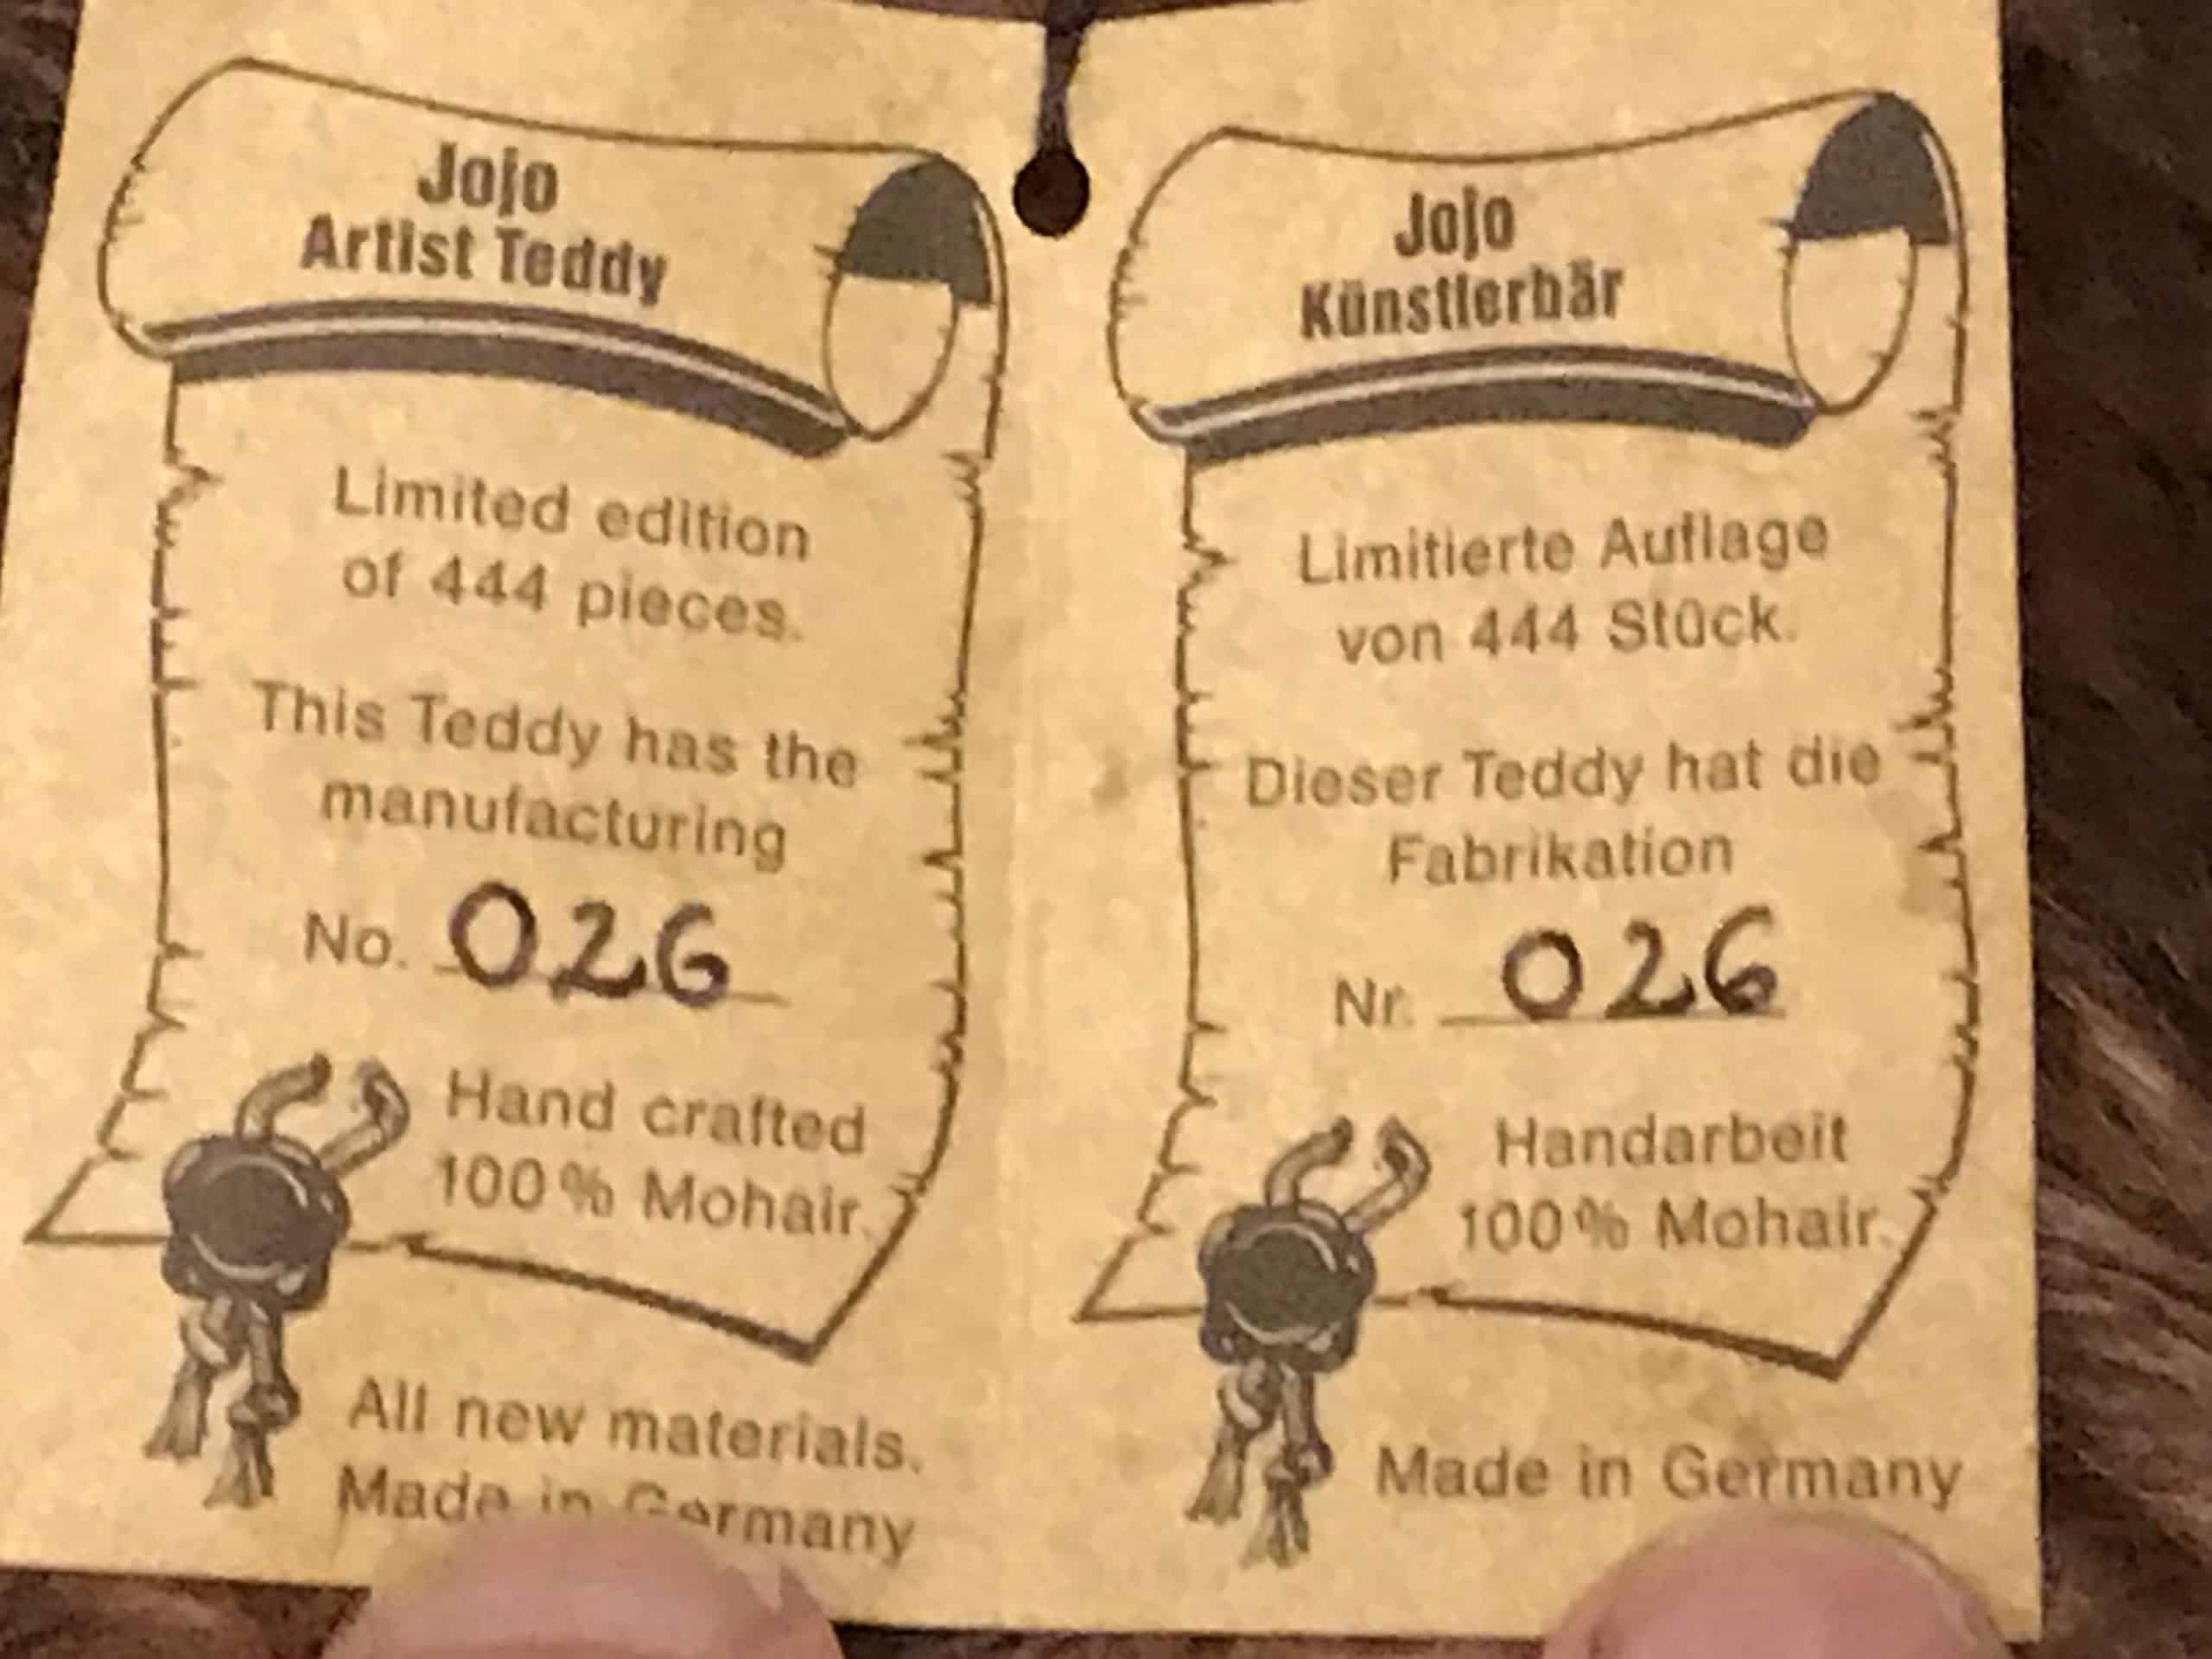 Jojo
Artist Teddy
Limited edition
of 444 pieces.
This Teddy has the
manufacturing
No. 026
Hand crafted
100% Mohair.
All new materials.
Made in Germany
Jojo
Künstlerbär
Limitierte Auflage
von 444 Stück.
Dieser Teddy hat die
Fabrikation
Nr. 026
Handarbeit
100% Mohair.
Made in Germany